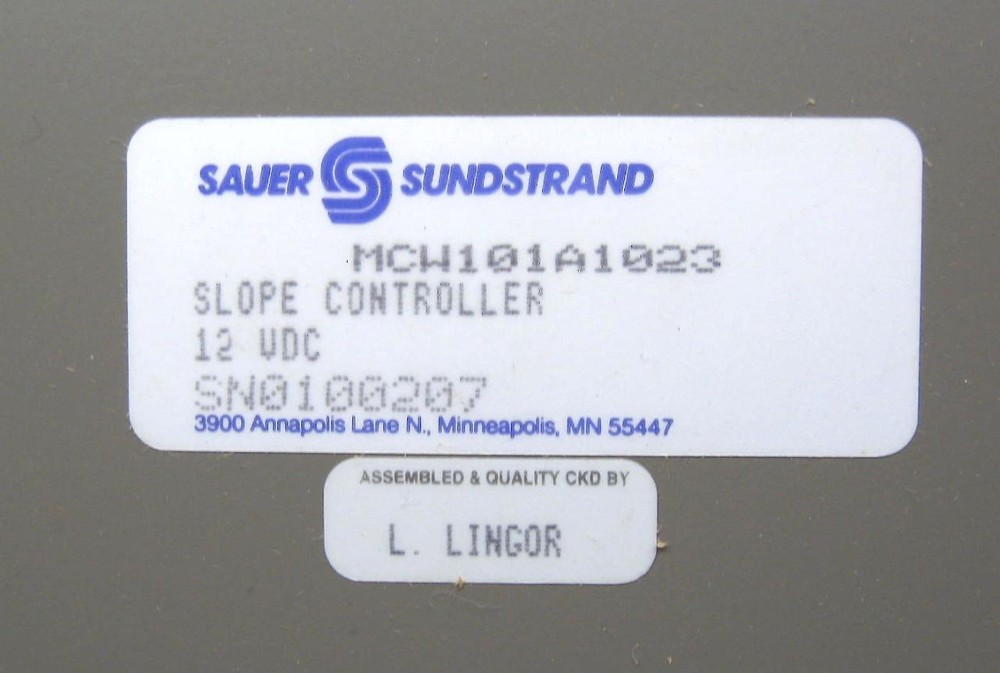 SAUER SUNDSTRAND
MCW101A1023
SLOPE CONTROLLER
12 VDC
SN0100207
3900 Annapolis Lane N., Minneapolis, MN 55447
ASSEMBLED & QUALITY CKD BY
L. LINGOR